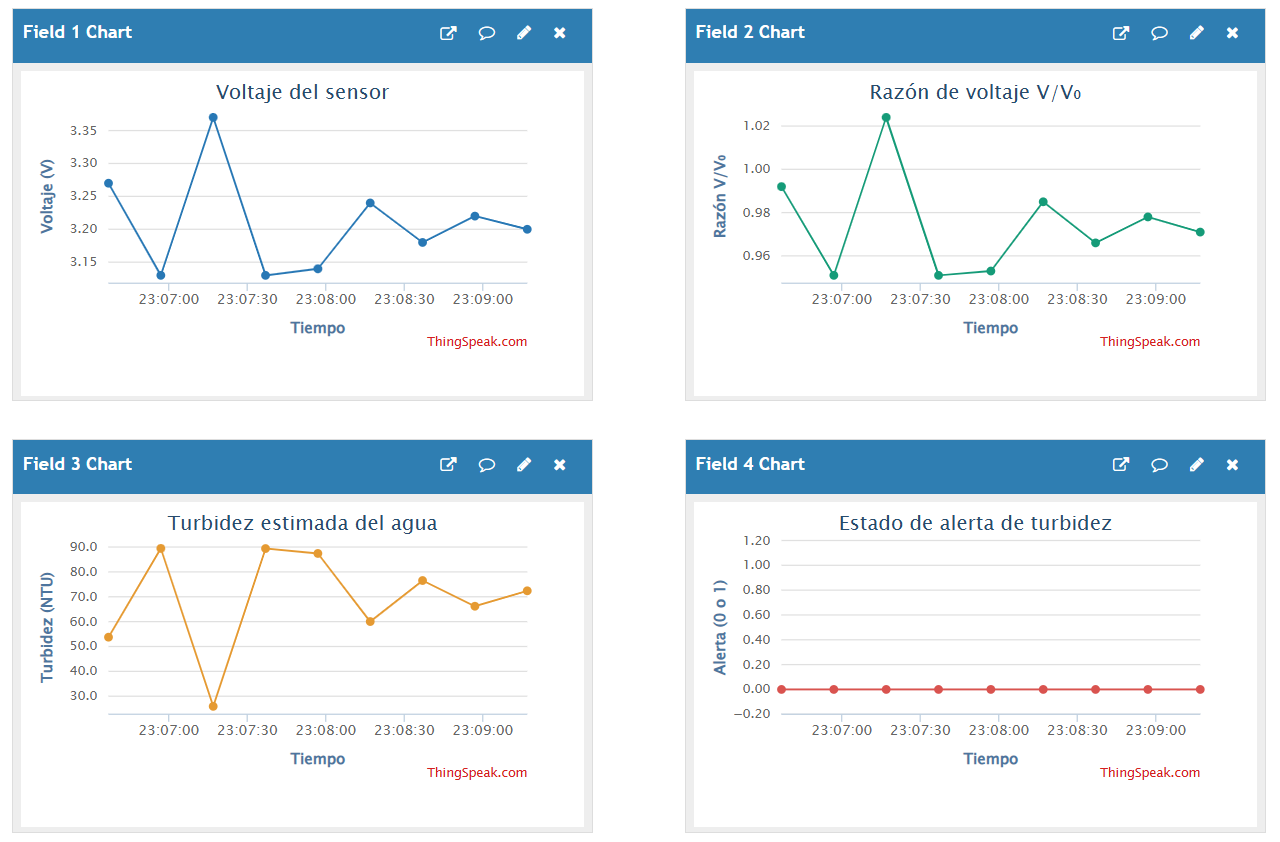 Field 1 Chart
Voltaje del sensor
Voltaje (V)
3.35
3.30
3.25
3.20
3.15
23:07:00 23:07:30 23:08:00 23:08:30 23:09:00
Tiempo
ThingSpeak.com
Field 2 Chart
Razón de voltaje V/V₀
Razón V/V₀
1.02
1.00
0.98
0.96
23:07:00 23:07:30 23:08:00 23:08:30 23:09:00
Tiempo
ThingSpeak.com
Field 3 Chart
Turbidez estimada del agua
Turbidez (NTU)
90.0
80.0
70.0
60.0
50.0
40.0
30.0
23:07:00 23:07:30 23:08:00 23:08:30 23:09:00
Tiempo
ThingSpeak.com
Field 4 Chart
Estado de alerta de turbidez
Alerta (0 o 1)
1.20
1.00
0.80
0.60
0.40
0.20
0.00
−0.20
23:07:00 23:07:30 23:08:00 23:08:30 23:09:00
Tiempo
ThingSpeak.com